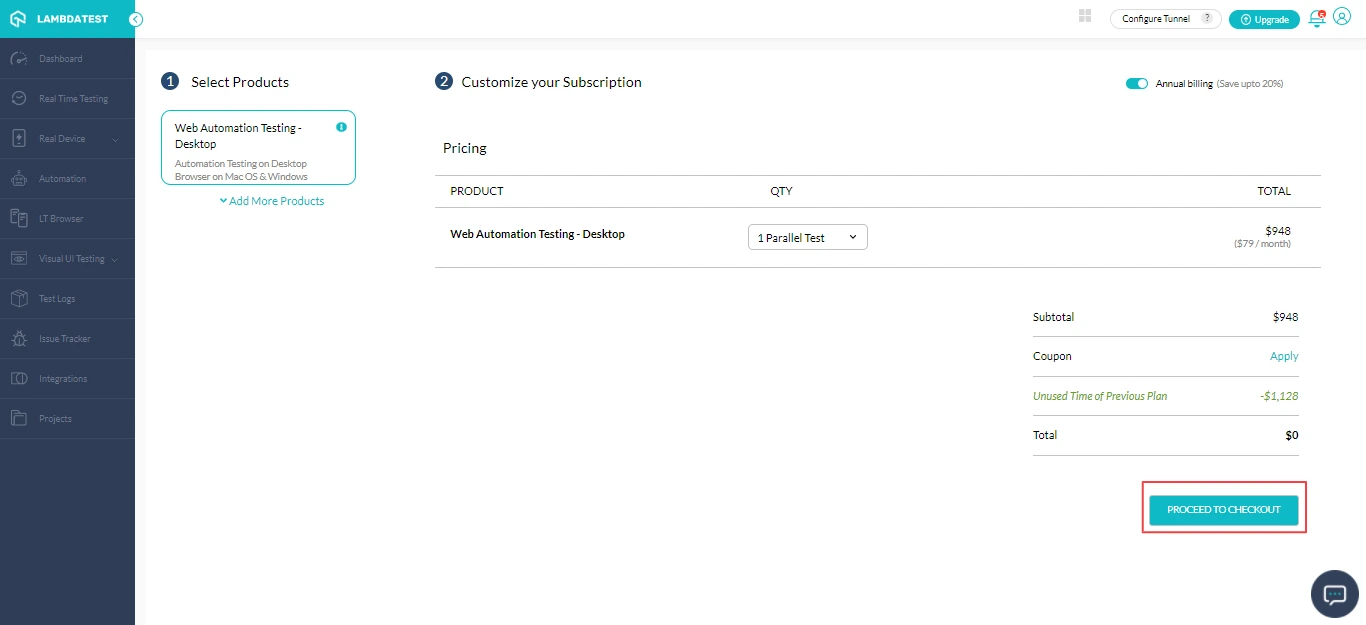 LAMBDATEST
Configure Tunnel ?
Upgrade
5
Dashboard
Real Time Testing
Real Device
Automation
LT Browser
Visual UI Testing
Test Logs
Issue Tracker
Integrations
Projects
1 Select Products
Web Automation Testing -
Desktop
Automation Testing on Desktop
Browser on Mac OS & Windows
Add More Products
2 Customize your Subscription
Annual billing (Save upto 20%)
Pricing
PRODUCT QTY TOTAL
Web Automation Testing - Desktop 1 Parallel Test $948
($79 / month)
Subtotal $948
Coupon Apply
Unused Time of Previous Plan -$1,128
Total $0
PROCEED TO CHECKOUT